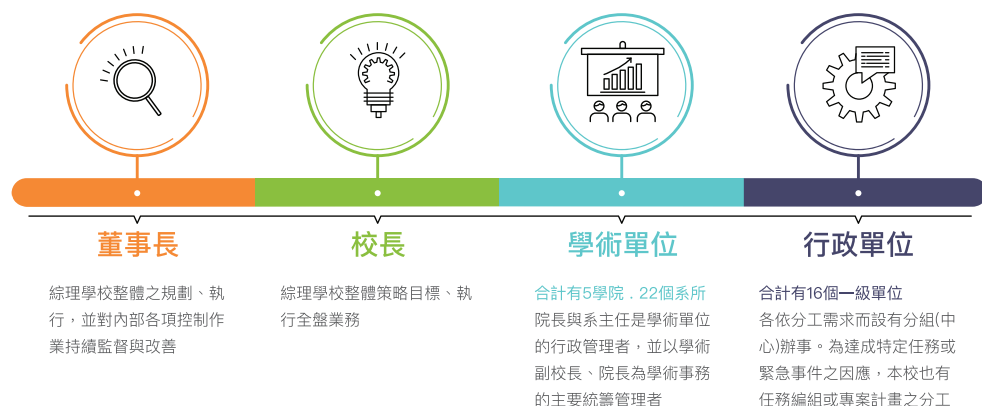 董事長
綜理學校整體之規劃、執
行，並對內部各項控制作
業持續監督與改善
校長
綜理學校整體策略目標、執
行全盤業務
學術單位
合計有5學院．22個系所
院長與系主任是學術單位
的行政管理者，並以學術
副校長、院長為學術事務
的主要統籌管理者
行政單位
合計有16個一級單位
各依分工需求而設有分組(中
心)辦事。為達成特定任務或
緊急事件之因應，本校也有
任務編組或專案計畫之分工